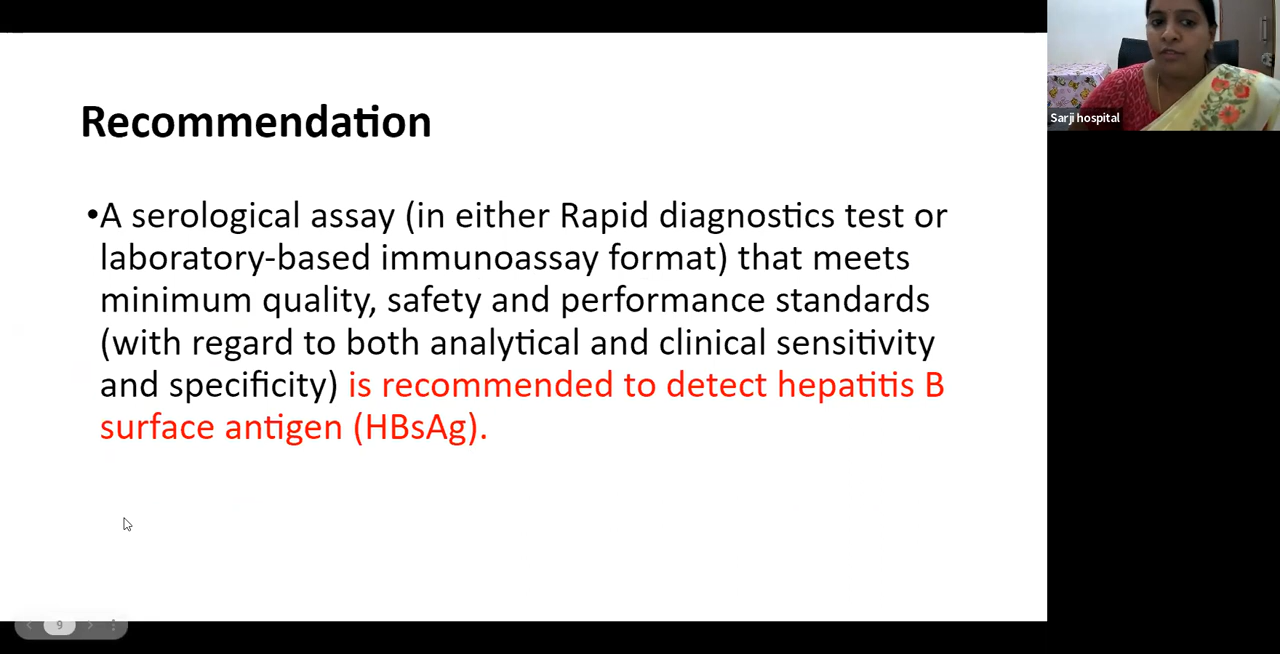 Recommendation
•A serological assay (in either Rapid diagnostics test or
laboratory-based immunoassay format) that meets
minimum quality, safety and performance standards
(with regard to both analytical and clinical sensitivity
and specificity) is recommended to detect hepatitis B
surface antigen (HBsAg).
Sarji hospital
9